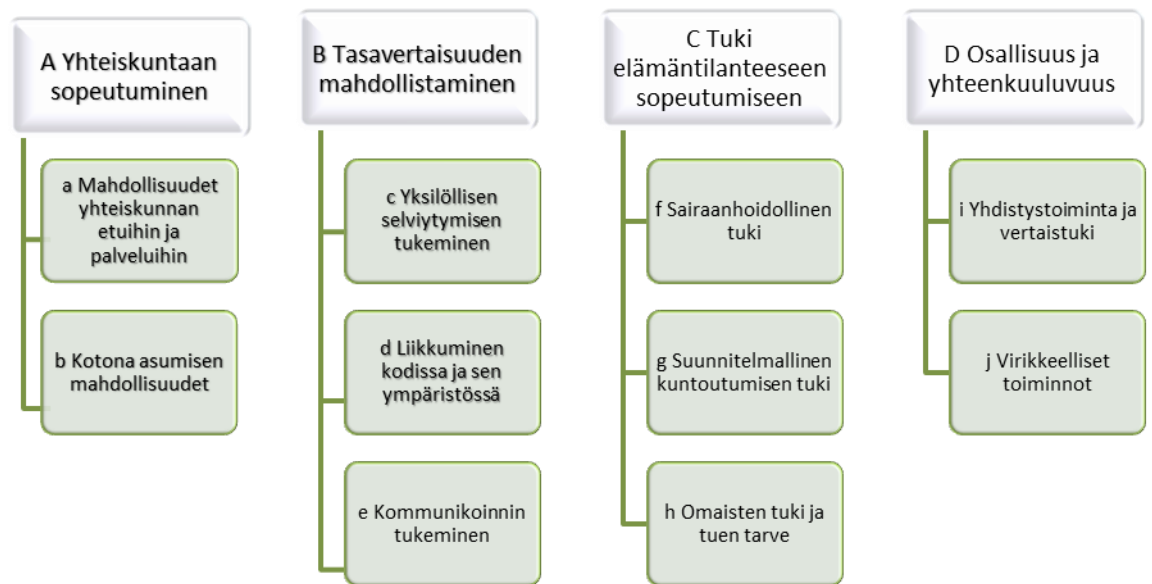 A Yhteiskuntaan
sopeutuminen
a Mahdollisuudet
yhteiskunnan
etuihin ja
palveluihin
b Kotona asumisen
mahdollisuudet
B Tasavertaisuuden
mahdollistaminen
c Yksilöllisen
selviytymisen
tukeminen
d Liikkuminen
kodissa ja sen
ympäristössä
e Kommunikoinnin
tukeminen
C Tuki
elämäntilanteeseen
sopeutumiseen
f Sairaanhoidollinen
tuki
g Suunnitelmallinen
kuntoutumisen tuki
h Omaisten tuki ja
tuen tarve
D Osallisuus ja
yhteenkuuluvuus
i Yhdistystoiminta ja
vertaistuki
j Virikkeelliset
toiminnot